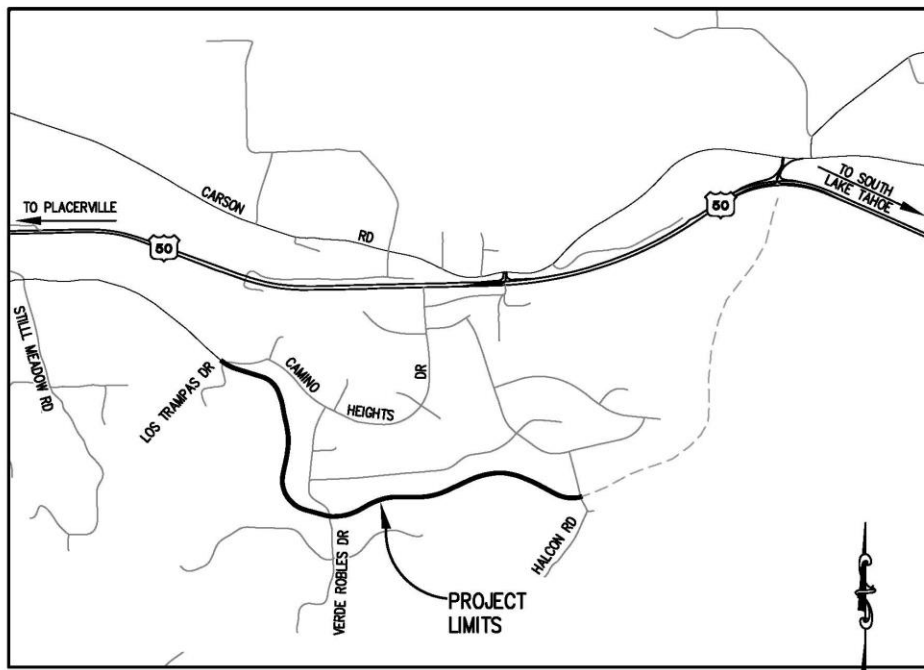 TO PLACERVILLE
50
CARSON
RD
50
TO SOUTH
LAKE TAHOE
STILLL MEADOW RD
LOS TRAMPAS DR
CAMINO
HEIGHTS
DR
VERDE ROBLES DR
HALCON RD
PROJECT
LIMITS